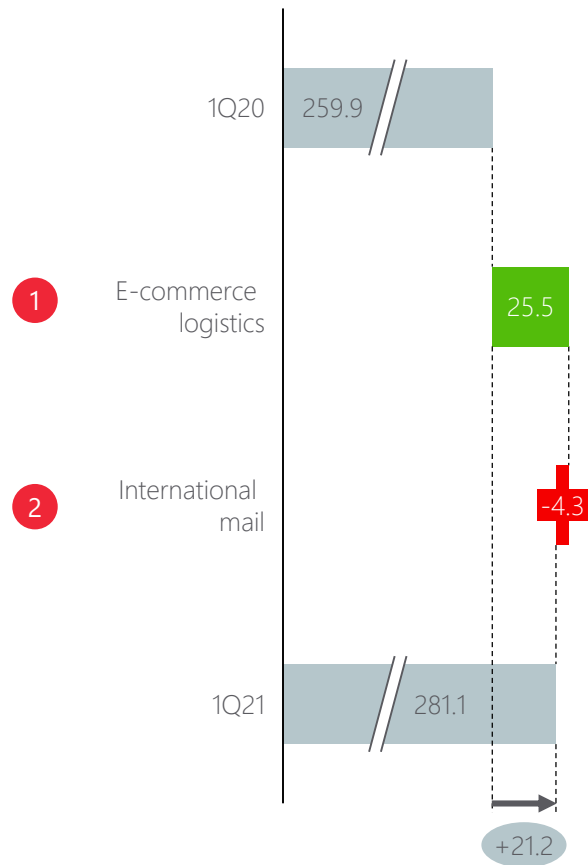 1Q20
259.9
1
E-commerce
logistics
25.5
2
International
mail
-4.3
1Q21
281.1
+21.2